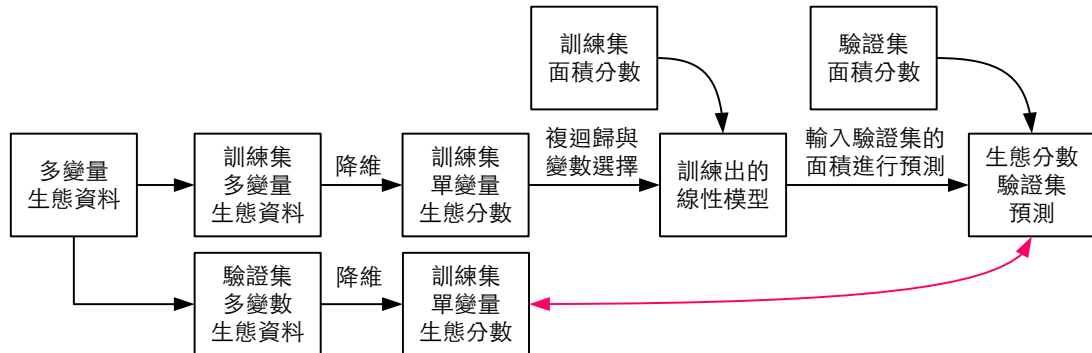 訓練集
面積分數
驗證集
面積分數
多變量
生態資料
訓練集
多變量
生態資料
降維
訓練集
單變量
生態分數
複迴歸與
變數選擇
訓練出的
線性模型
輸入驗證集的
面積進行預測
生態分數
驗證集
預測
驗證集
多變數
生態資料
降維
訓練集
單變量
生態分數